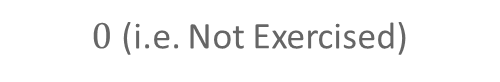 0 (i.e. Not Exercised)